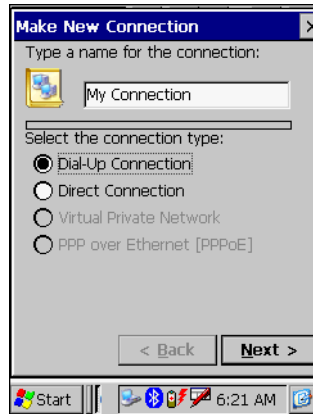 Make New Connection
Type a name for the connection:
My Connection
Select the connection type:
Dial-Up Connection
Direct Connection
Virtual Private Network
PPP over Ethernet [PPPoE]
< Back Next >
Start 6:21 AM